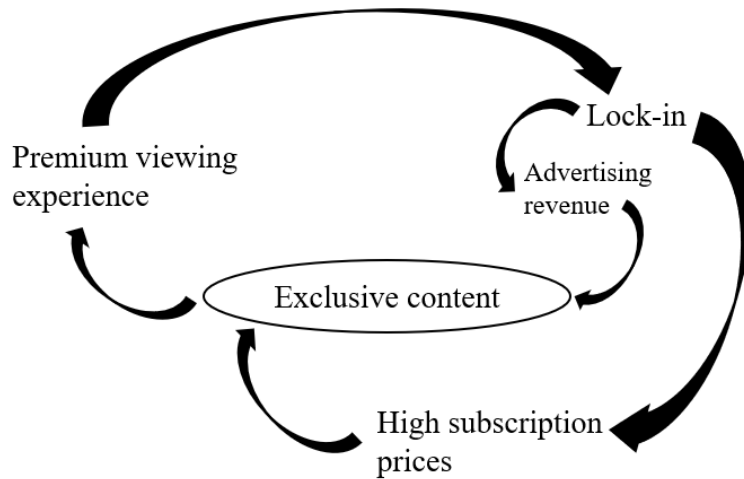 Lock-in
Premium viewing
experience
Advertising
revenue
Exclusive content
High subscription
prices